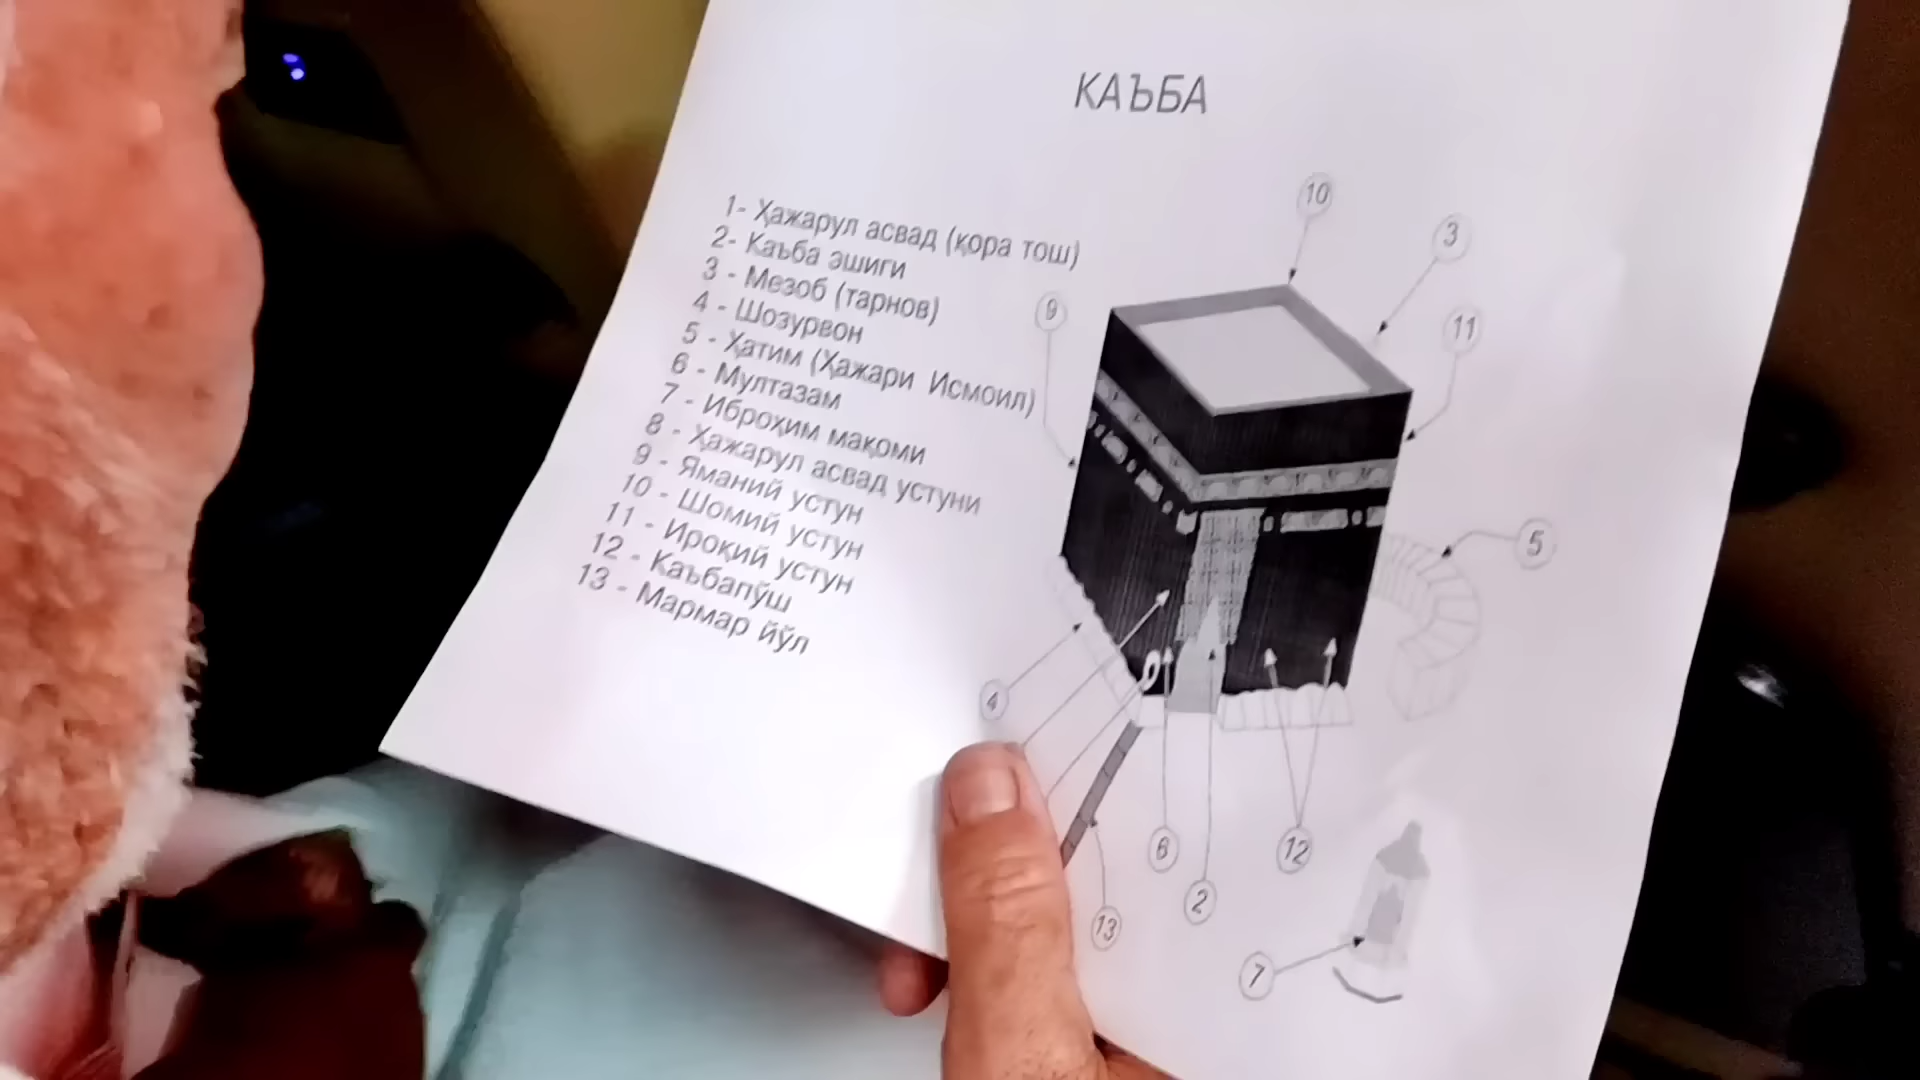 КАЪБА
1- Ҳажарул асвад (қора тош)
2- Каъба эшиги
3 - Мезоб (тарнов)
4 - Шозурвон
5 - Ҳатим (Ҳажари Исмоил)
6 - Мултазам
7 - Иброҳим мақоми
8 - Ҳажарул асвад устуни
9 - Яманий устун
10 - Шомий устун
11 - Ироқий устун
12 - Каъбапўш
13 - Мармар йўл
10
3
9
11
5
4
6
12
2
13
7